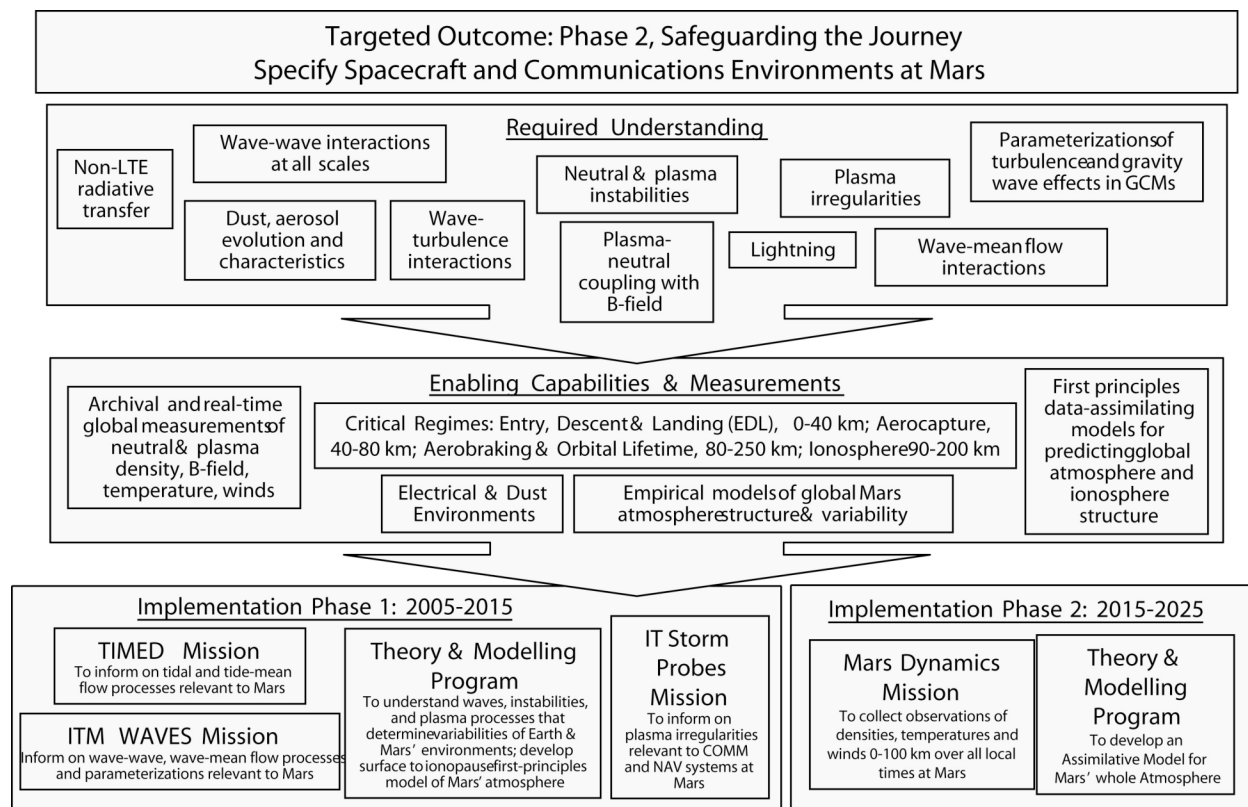 Targeted Outcome: Phase 2, Safeguarding the Journey
Specify Spacecraft and Communications Environments at Mars
Required Understanding
Non-LTE
radiative
transfer
Wave-wave interactions
at all scales
Dust, aerosol
evolution and
characteristics
Wave-
turbulence
interactions
Neutral & plasma
instabilities
Plasma-
neutral
coupling with
B-field
Plasma
irregularities
Lightning
Parameterizations of
turbulence and gravity
wave effects in GCMs
Wave-mean flow
interactions
Enabling Capabilities & Measurements
Archival and real-time
global measurements of
neutral & plasma
density, B-field,
temperature, winds
Critical Regimes: Entry, Descent & Landing (EDL), 0-40 km; Aerocapture,
40-80 km; Aerobraking & Orbital Lifetime, 80-250 km; Ionosphere 90-200 km
Electrical & Dust
Environments
Empirical models of global Mars
atmosphere structure & variability
First principles
data-assimilating
models for
predicting global
atmosphere and
ionosphere
structure
Implementation Phase 1: 2005-2015
TIMED Mission
To inform on tidal and tide-mean
flow processes relevant to Mars
ITM WAVES Mission
Inform on wave-wave, wave-mean flow processes
and parameterizations relevant to Mars
Theory & Modelling
Program
To understand waves, instabilities,
and plasma processes that
determine variabilities of Earth &
Mars' environments; develop
surface to ionopause first-principles
model of Mars' atmosphere
IT Storm
Probes
Mission
To inform on
plasma irregularities
relevant to COMM
and NAV systems at
Mars
Implementation Phase 2: 2015-2025
Mars Dynamics
Mission
To collect observations of
densities, temperatures and
winds 0-100 km over all local
times at Mars
Theory &
Modelling
Program
To develop an
Assimilative Model for
Mars' whole Atmosphere